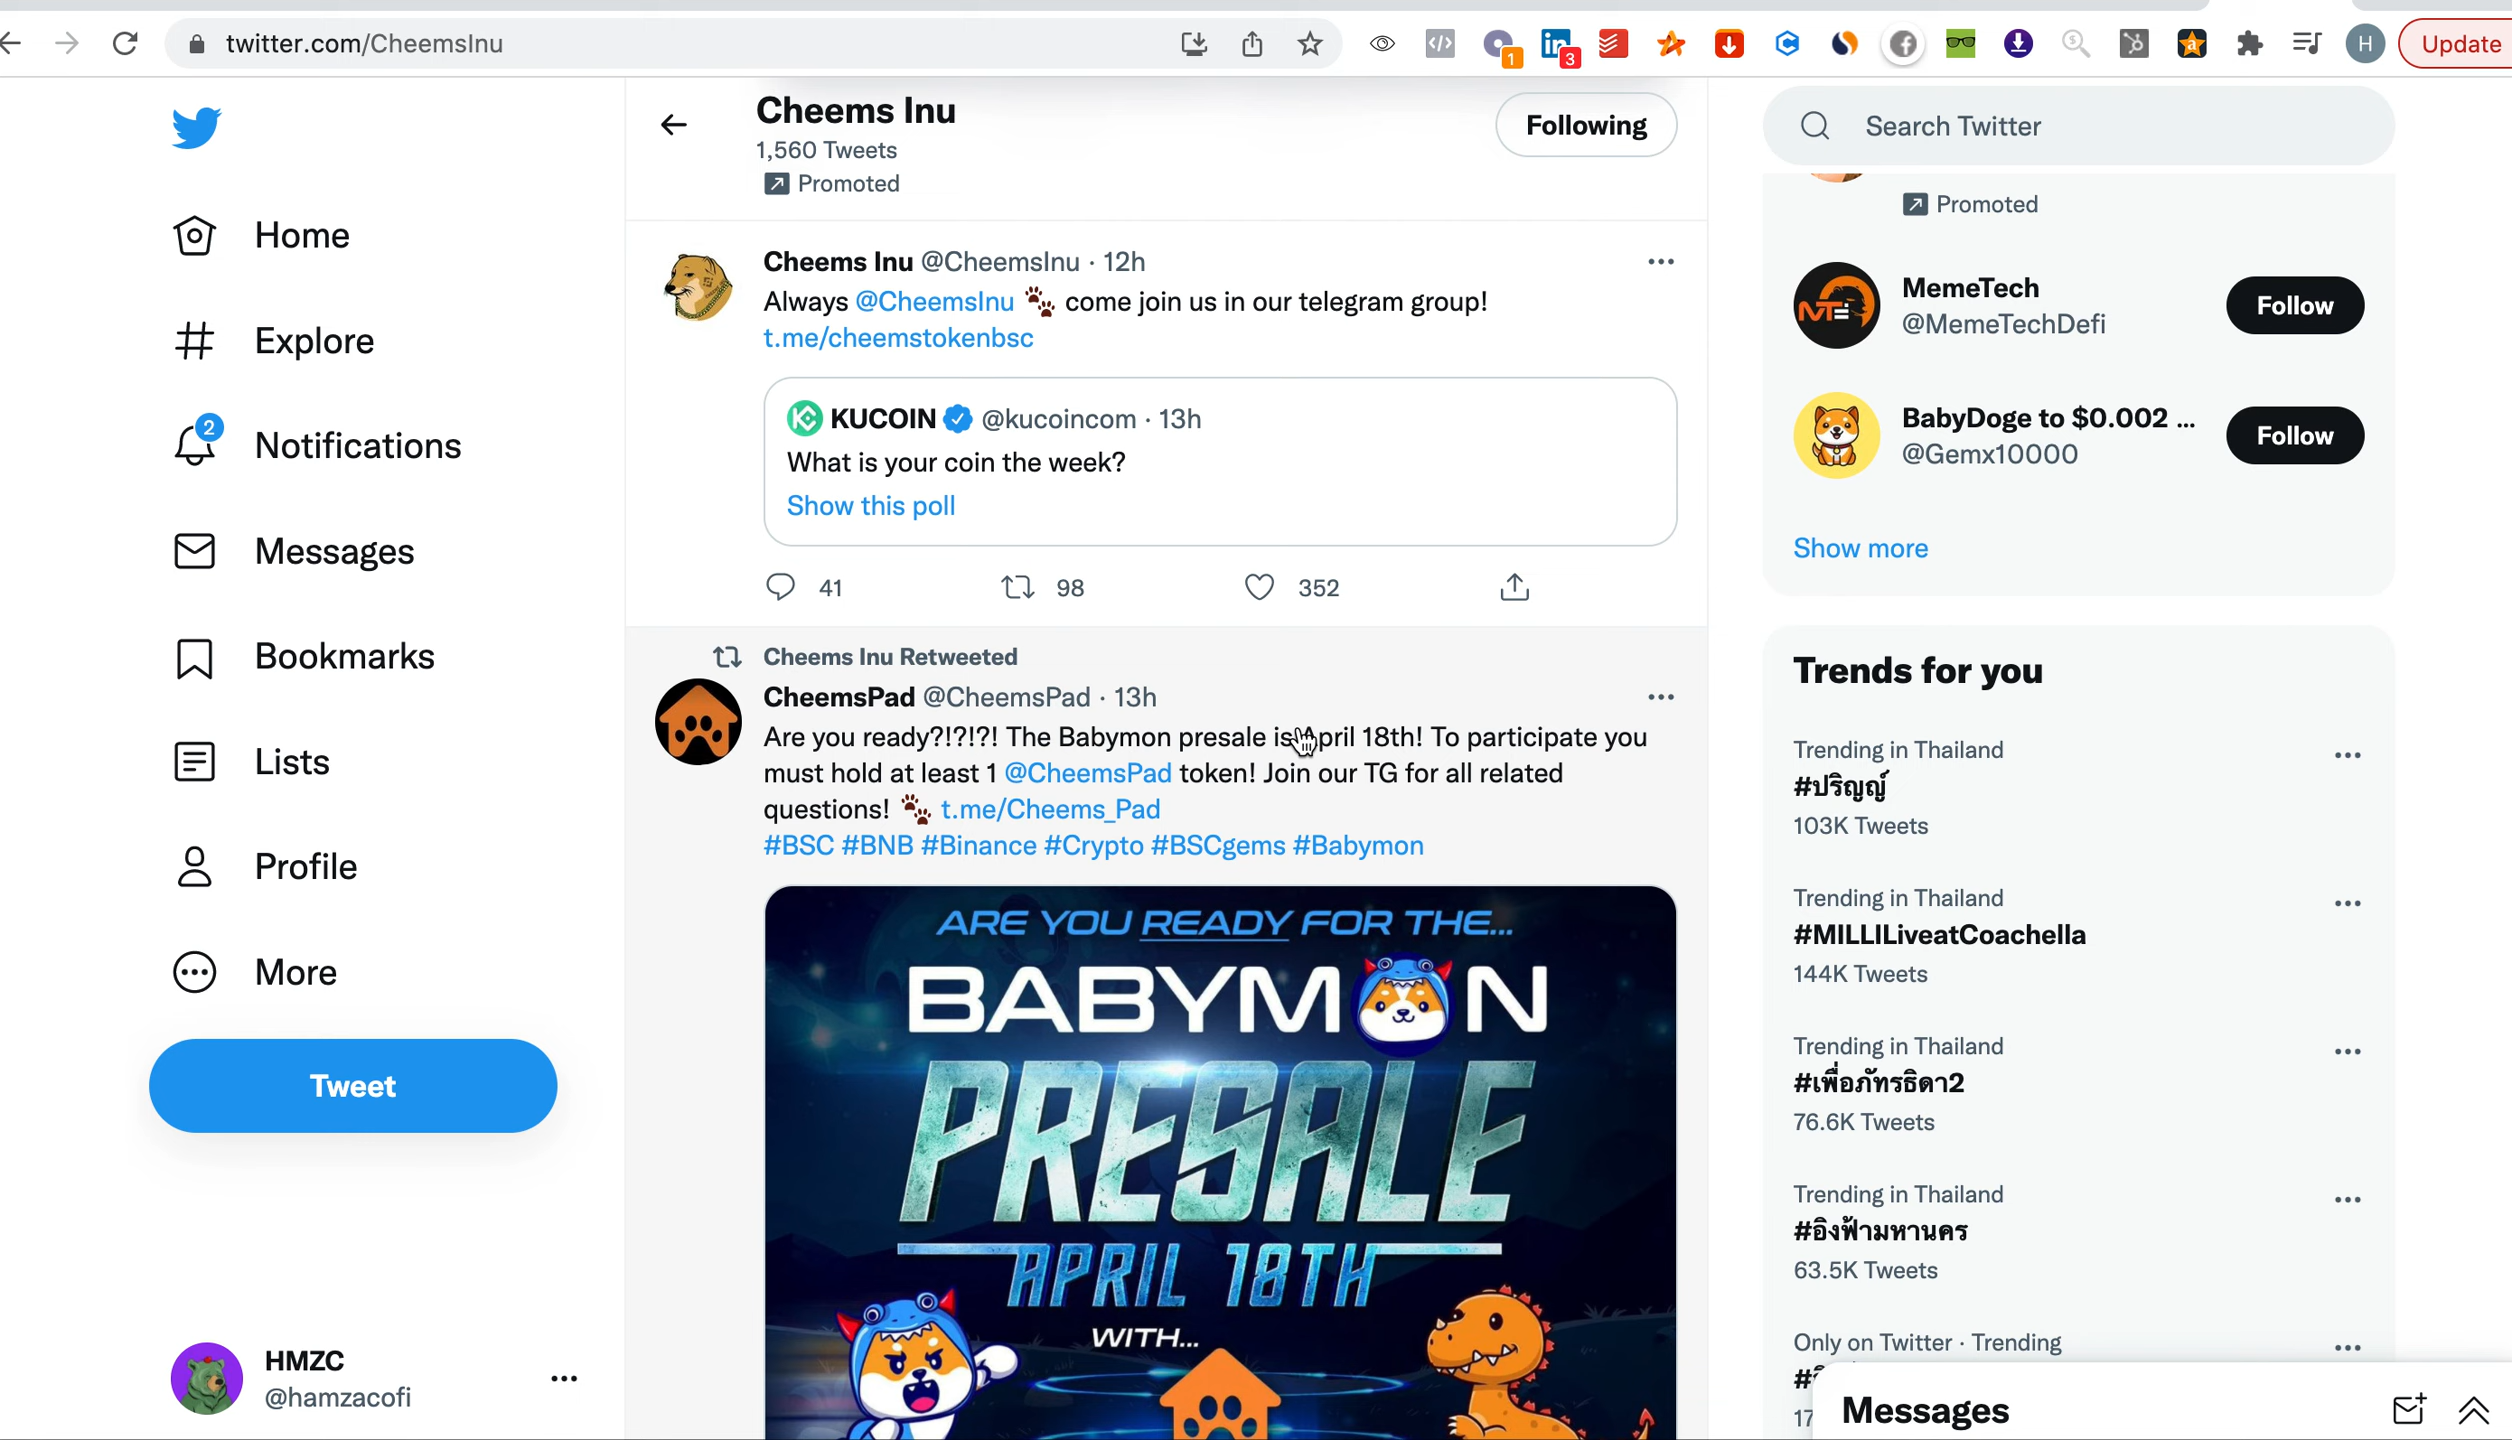 twitter.com/CheemsInu
1
3
H
Update
Cheems Inu
1,560 Tweets
Promoted
Following
Home
Explore
2
Notifications
Messages
Bookmarks
Lists
Profile
More
Tweet
HMZC
@hamzacofi
Cheems Inu @CheemsInu · 12h
Always @CheemsInu 🐾 come join us in our telegram group!
t.me/cheemstokenbsc
KUCOIN @kucoincom · 13h
What is your coin the week?
Show this poll
41
98
352
Cheems Inu Retweeted
CheemsPad @CheemsPad · 13h
Are you ready?!?!?! The Babymon presale is April 18th! To participate you
must hold at least 1 @CheemsPad token! Join our TG for all related
questions! 🐾 t.me/Cheems_Pad
#BSC #BNB #Binance #Crypto #BSCgems #Babymon
ARE YOU READY FOR THE...
BABYMON
PRESALE
APRIL 18TH
WITH...
Search Twitter
Promoted
MemeTech
@MemeTechDefi
Follow
BabyDoge to $0.002 ...
@Gemx10000
Follow
Show more
Trends for you
Trending in Thailand
#ปริญญ์
103K Tweets
Trending in Thailand
#MILLILiveatCoachella
144K Tweets
Trending in Thailand
#เพื่อภัทรธิดา2
76.6K Tweets
Trending in Thailand
#อิงฟ้ามหานคร
63.5K Tweets
Only on Twitter · Trending
Messages